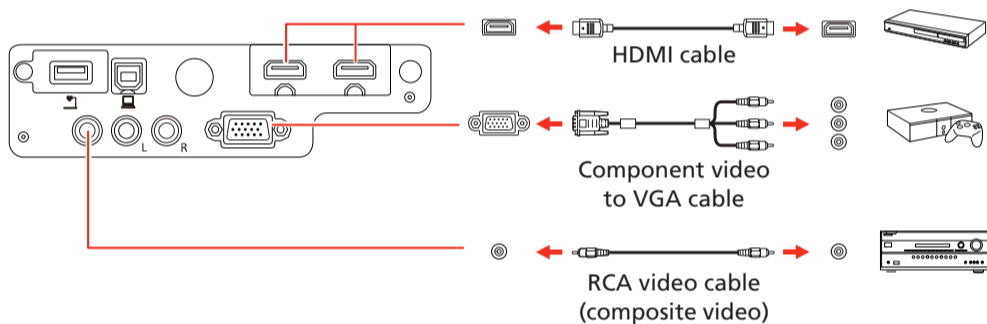 HDMI cable
L
R
Component video
to VGA cable
RCA video cable
(composite video)